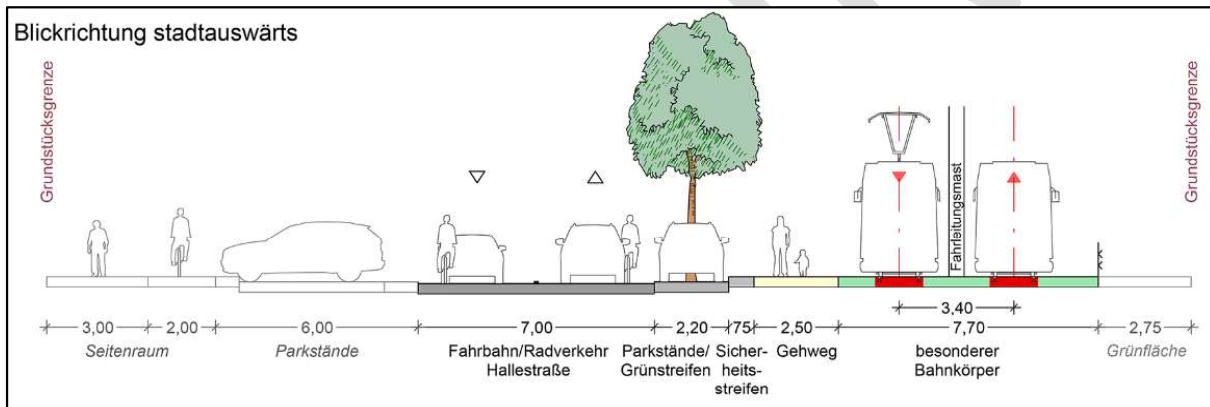 Blickrichtung stadtauswärts
Grundstücksgrenze
Grundstücksgrenze
Fahrleitungsmast
3,40
3,00
2,00
6,00
7,00
2,20
75
2,50
7,70
2,75
Seitenraum
Parkstände
Fahrbahn/Radverkehr
Hallestraße
Parkstände/
Grünstreifen
Sicher-
heits-
streifen
Gehweg
besonderer
Bahnkörper
Grünfläche